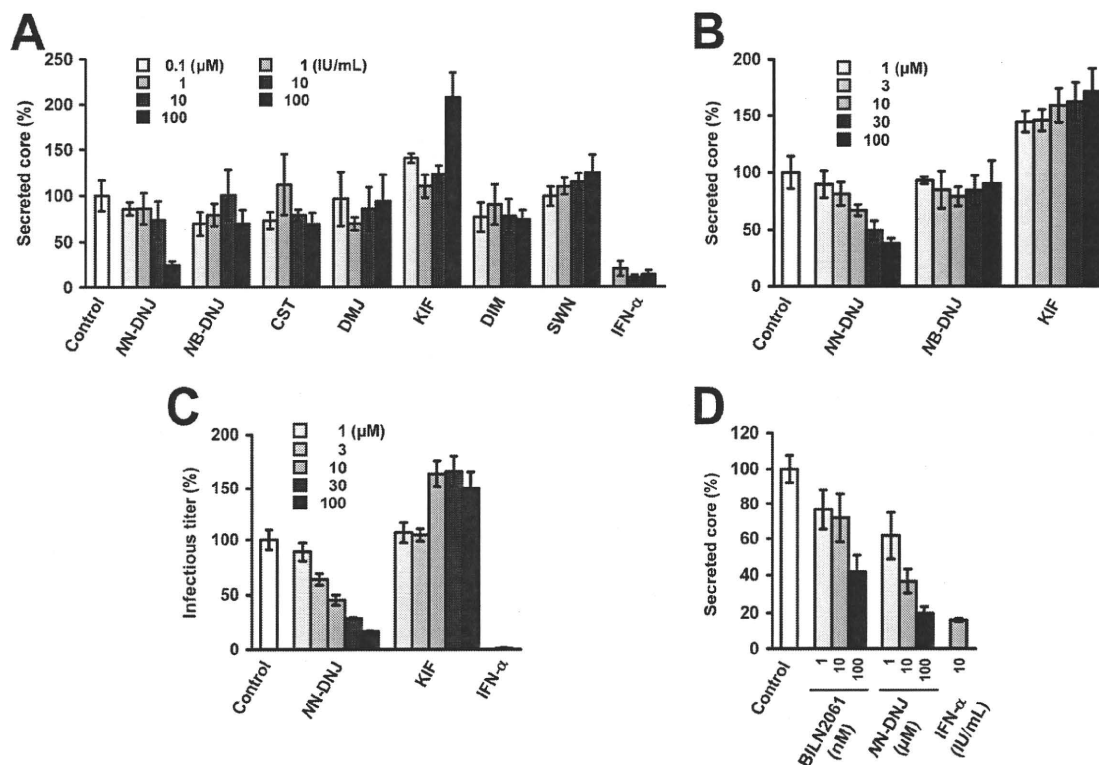 A
Secreted core (%)
250
200
150
100
50
0
0.1 (μM)
1
10
100
1 (IU/mL)
10
100
Control
NN-DNJ
NB-DNJ
CST
DMJ
KIF
DIM
SWN
IFN-α
B
Secreted core (%)
200
150
100
50
0
1 (μM)
3
10
30
100
Control
NN-DNJ
NB-DNJ
KIF
C
Infectious titer (%)
200
150
100
50
0
1 (μM)
3
10
30
100
Control
NN-DNJ
KIF
IFN-α
D
Secreted core (%)
120
100
80
60
40
20
0
Control
1
10
100
BILN2061
(nM)
1
10
100
NN-DNJ
(μM)
10
IFN-α
(IU/mL)